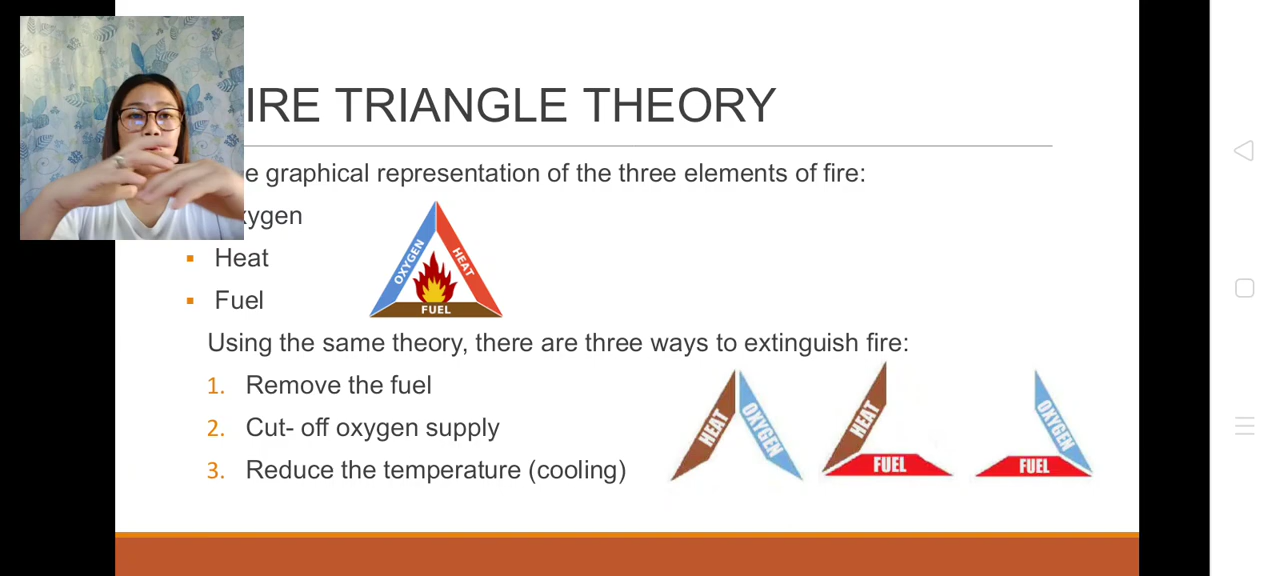 IRE TRIANGLE THEORY
e graphical representation of the three elements of fire:
xygen
▪ Heat
▪ Fuel
OXYGEN
HEAT
FUEL
Using the same theory, there are three ways to extinguish fire:
1. Remove the fuel
2. Cut- off oxygen supply
3. Reduce the temperature (cooling)
HEAT
OXYGEN
HEAT
FUEL
OXYGEN
FUEL